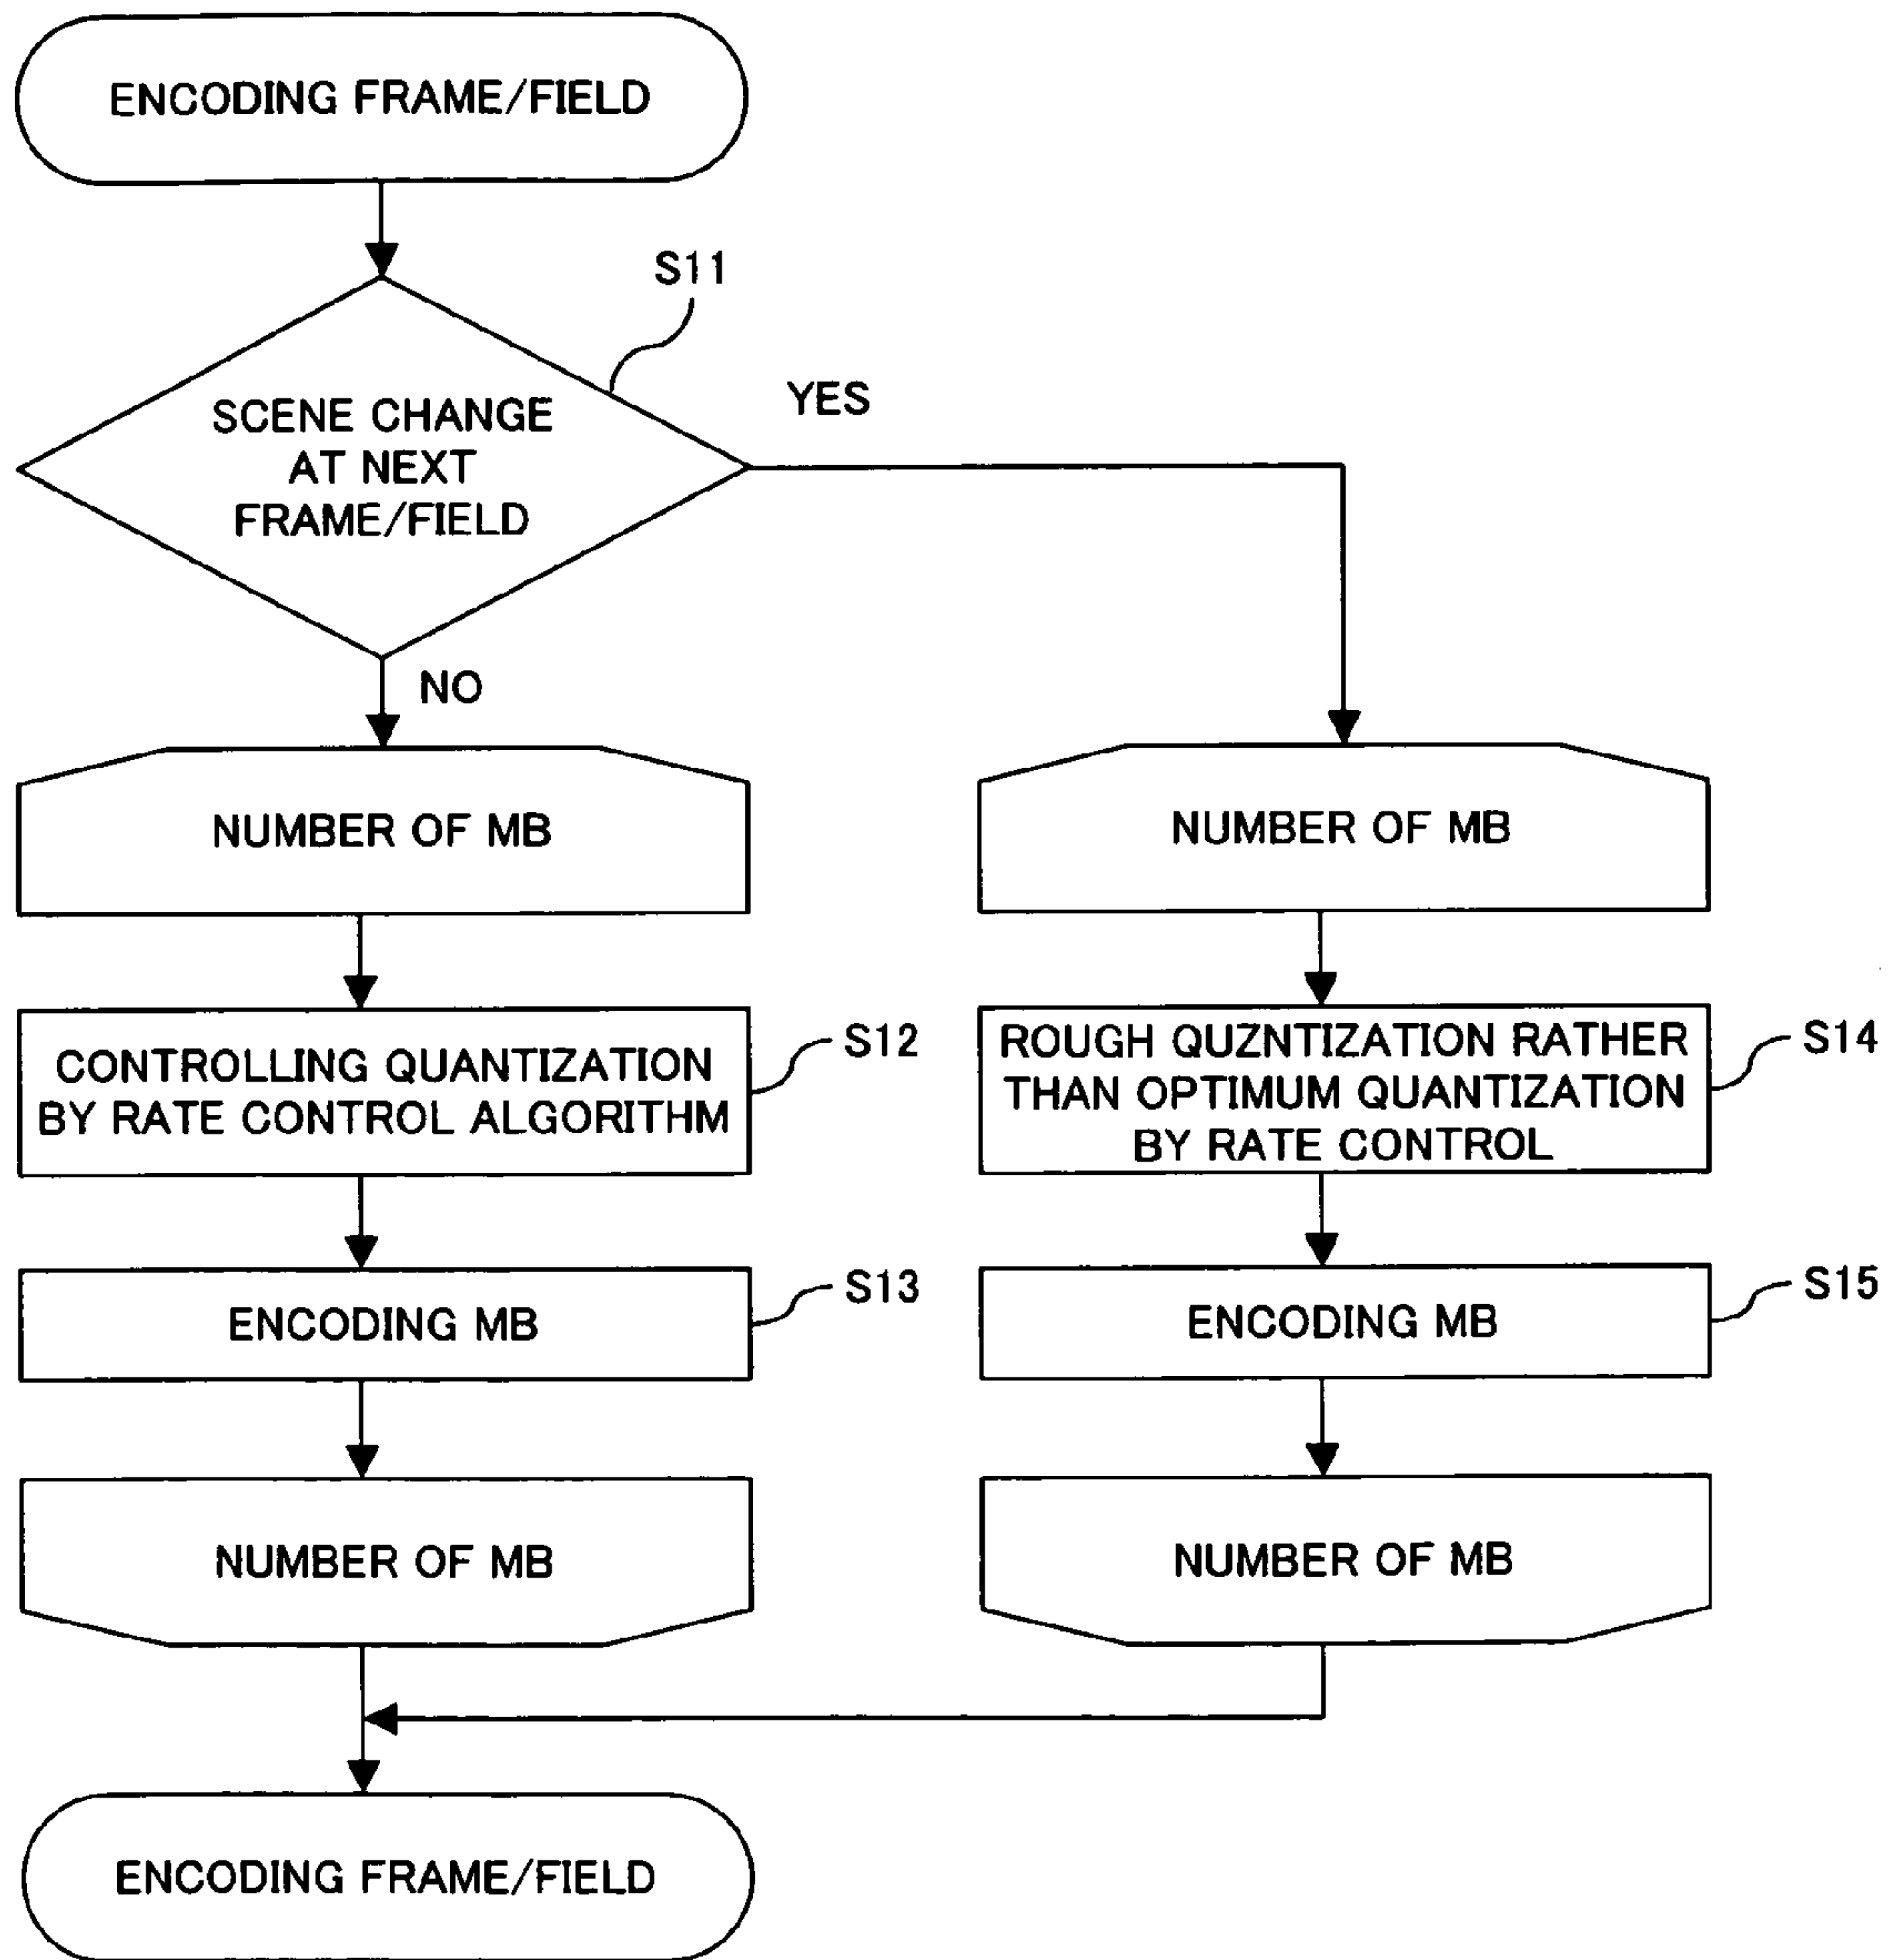 ENCODING FRAME/FIELD
S11
SCENE CHANGE
AT NEXT
FRAME/FIELD
YES
NO
NUMBER OF MB
NUMBER OF MB
CONTROLLING QUANTIZATION
BY RATE CONTROL ALGORITHM
S12
ROUGH QUZNTIZATION RATHER
THAN OPTIMUM QUANTIZATION
BY RATE CONTROL
S14
ENCODING MB
S13
ENCODING MB
S15
NUMBER OF MB
NUMBER OF MB
ENCODING FRAME/FIELD